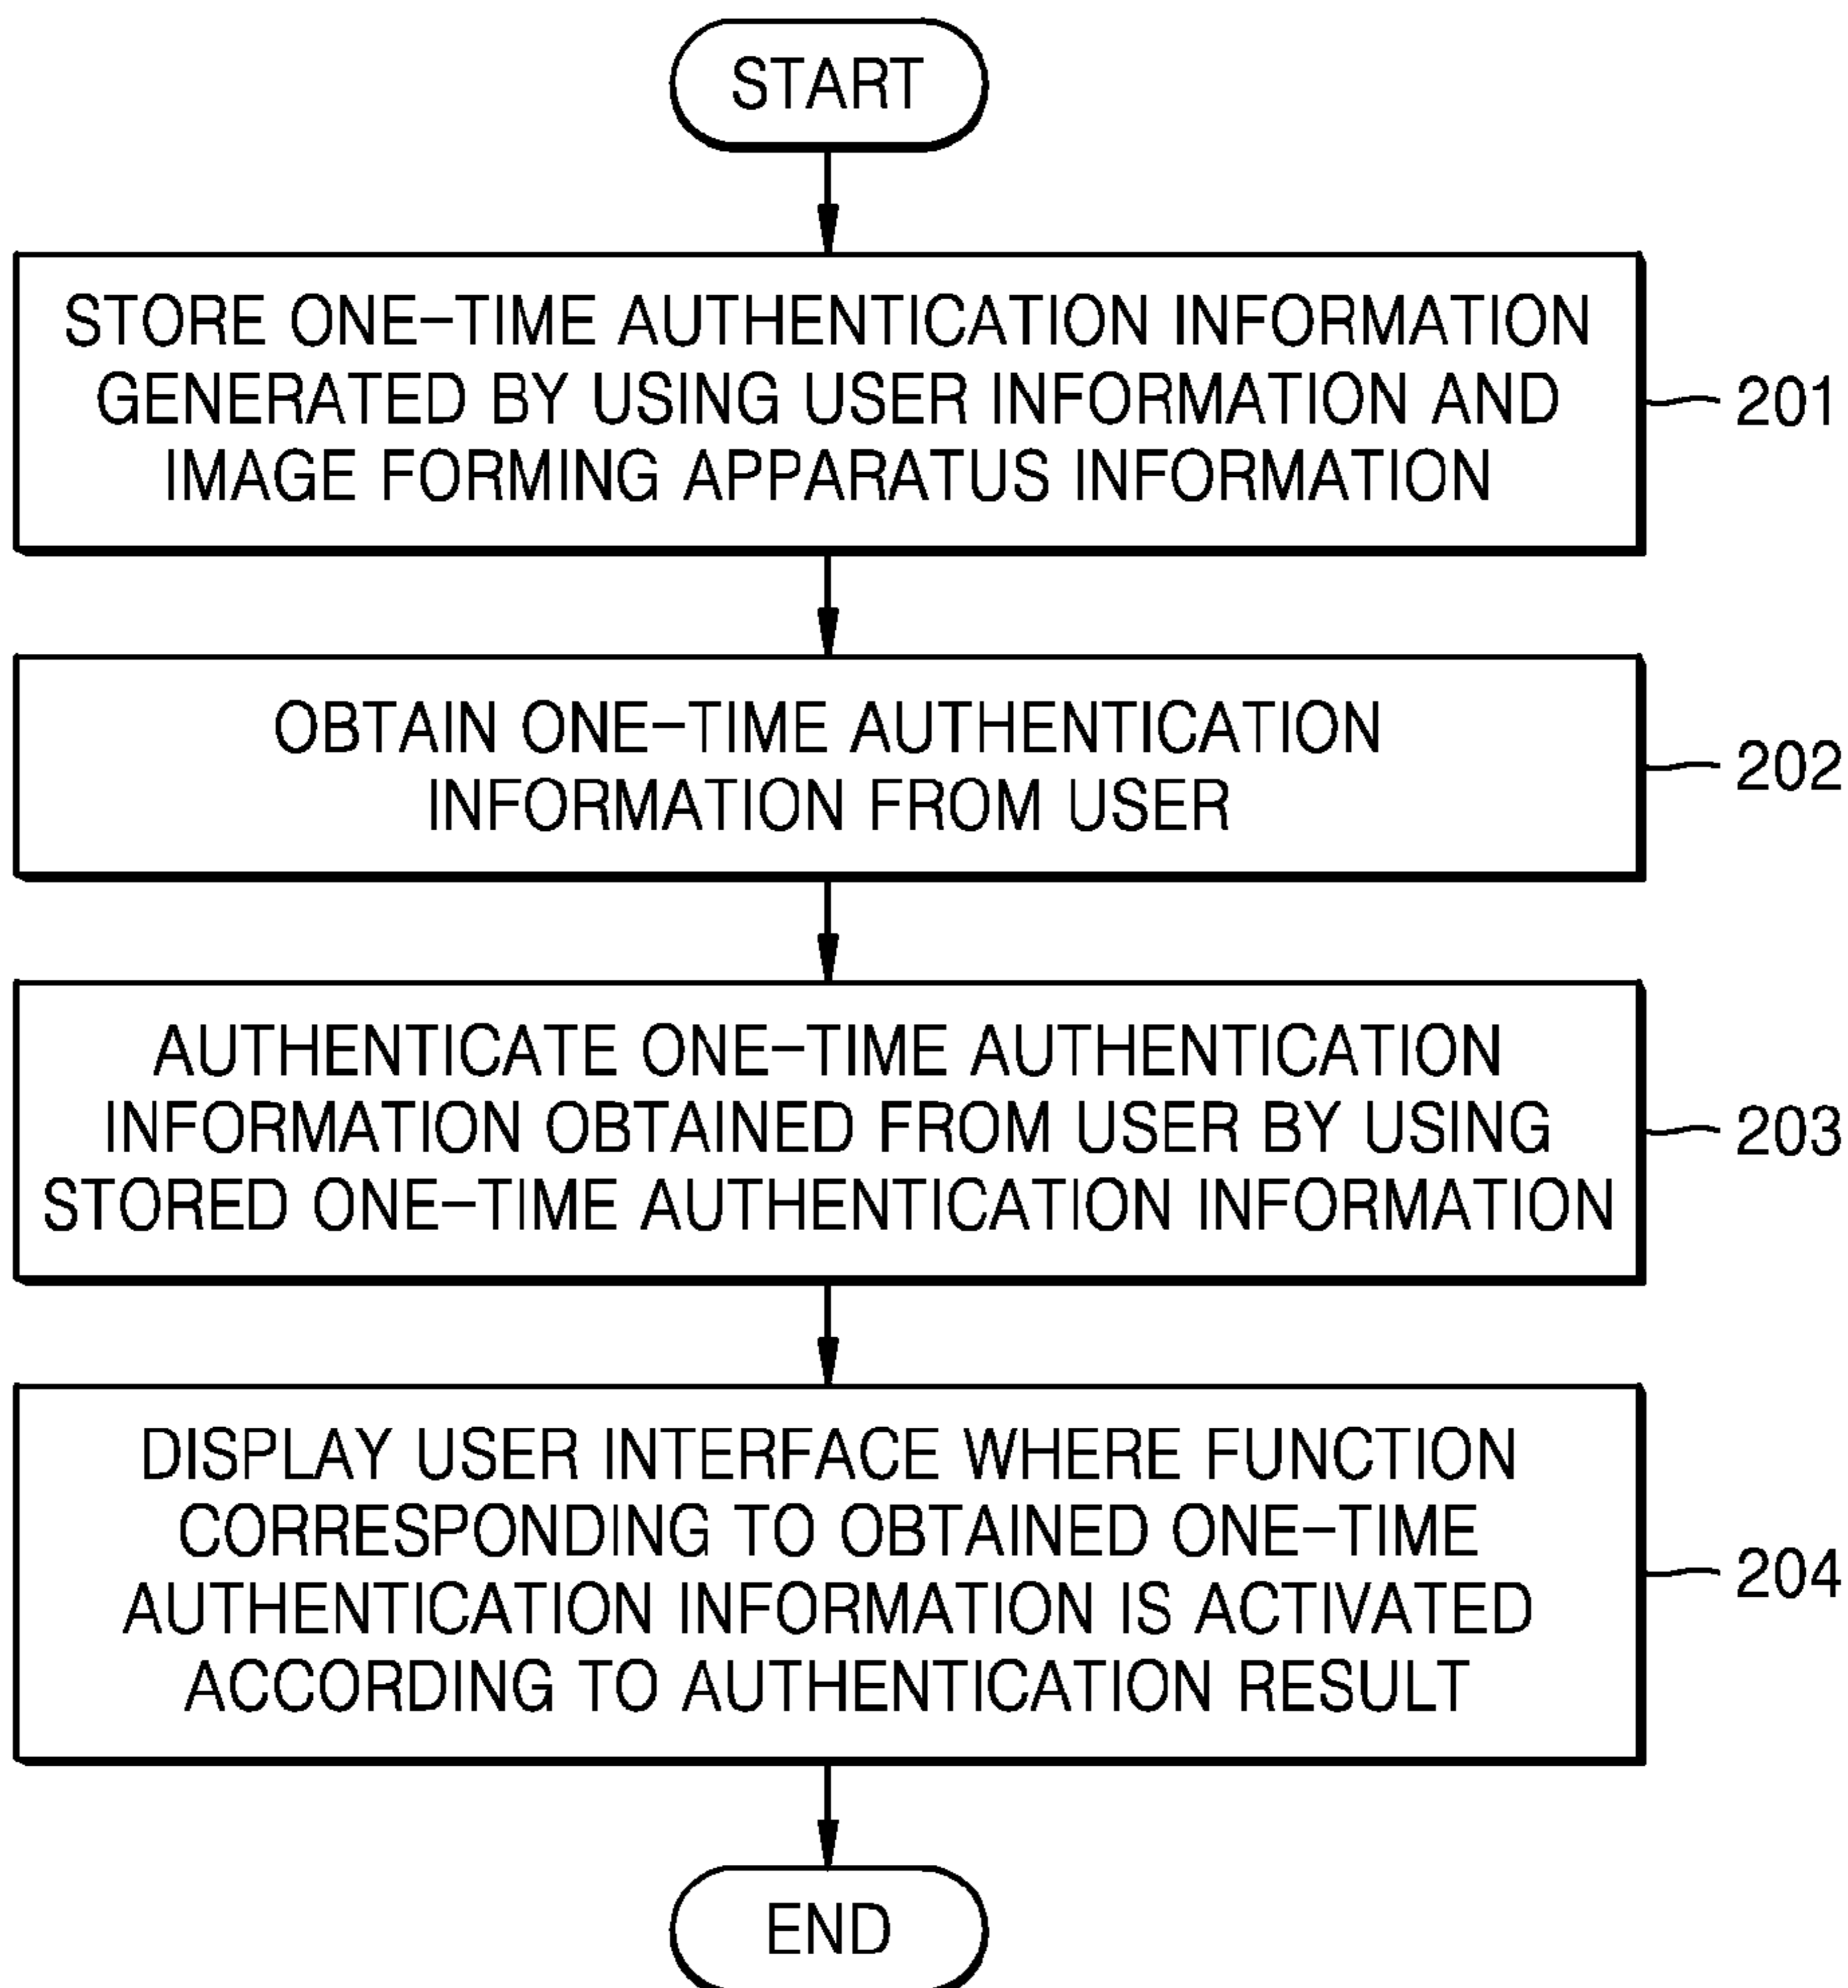 START
STORE ONE-TIME AUTHENTICATION INFORMATION
GENERATED BY USING USER INFORMATION AND
IMAGE FORMING APPARATUS INFORMATION
201
OBTAIN ONE-TIME AUTHENTICATION
INFORMATION FROM USER
202
AUTHENTICATE ONE-TIME AUTHENTICATION
INFORMATION OBTAINED FROM USER BY USING
STORED ONE-TIME AUTHENTICATION INFORMATION
203
DISPLAY USER INTERFACE WHERE FUNCTION
CORRESPONDING TO OBTAINED ONE-TIME
AUTHENTICATION INFORMATION IS ACTIVATED
ACCORDING TO AUTHENTICATION RESULT
204
END